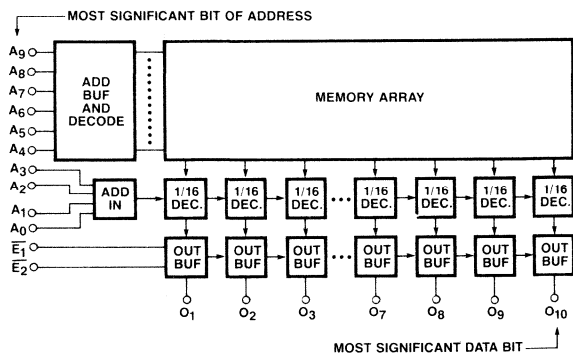 MOST SIGNIFICANT BIT OF ADDRESS
A9
A8
A7
A6
A5
A4
ADD
BUF
AND
DECODE
MEMORY ARRAY
A3
A2
A1
A0
ADD
IN
1/16 DEC. 1/16 DEC. 1/16 DEC. 1/16 DEC. 1/16 DEC. 1/16 DEC. 1/16 DEC.
E̅1
E̅2
OUT BUF OUT BUF OUT BUF OUT BUF OUT BUF OUT BUF OUT BUF
O1 O2 O3 O7 O8 O9 O10
MOST SIGNIFICANT DATA BIT